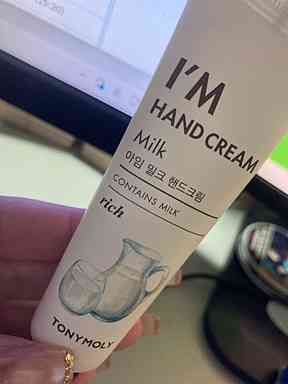 I'M
HAND CREAM
Milk
아임 밀크 핸드크림
CONTAINS MILK
rich
TONYMOLY